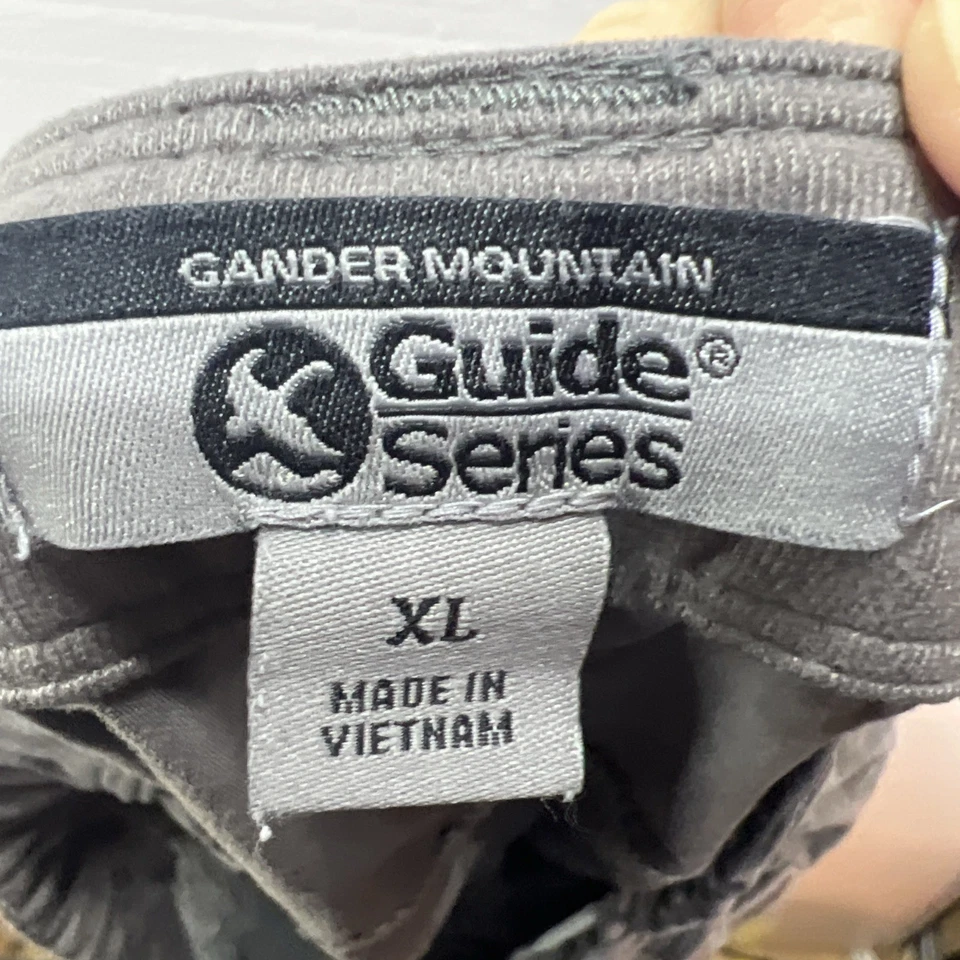 GANDER MOUNTAIN
Guide®
Series
XL
MADE IN
VIETNAM